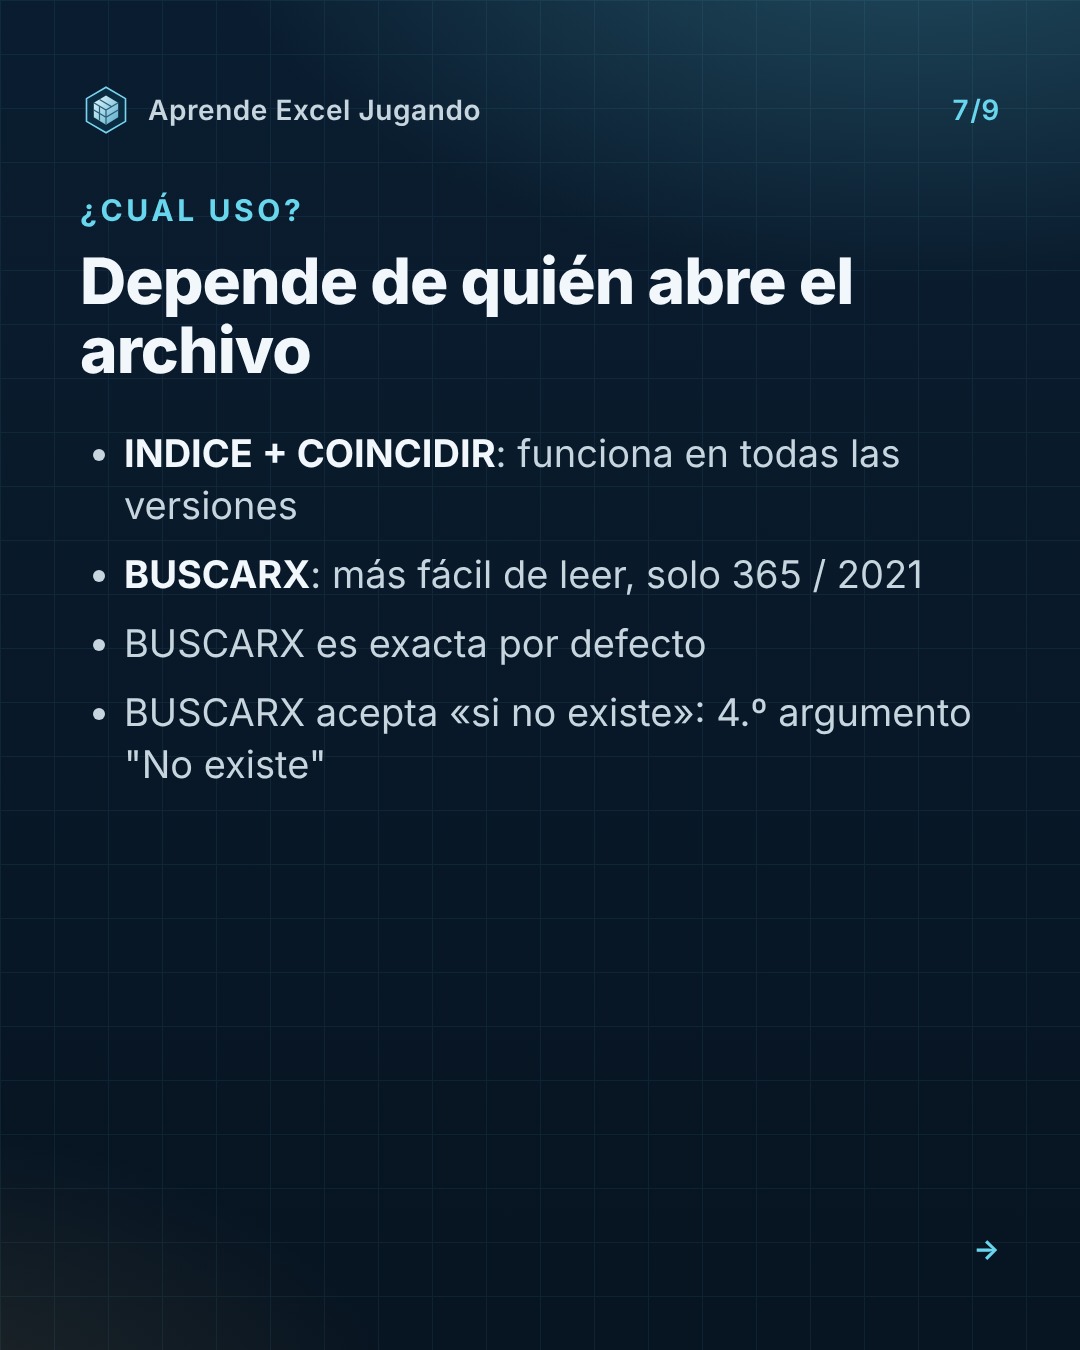 Aprende Excel Jugando
7/9
¿CUÁL USO?
Depende de quién abre el
archivo
• INDICE + COINCIDIR: funciona en todas las
versiones
• BUSCARX: más fácil de leer, solo 365 / 2021
• BUSCARX es exacta por defecto
• BUSCARX acepta «si no existe»: 4.º argumento
"No existe"
→